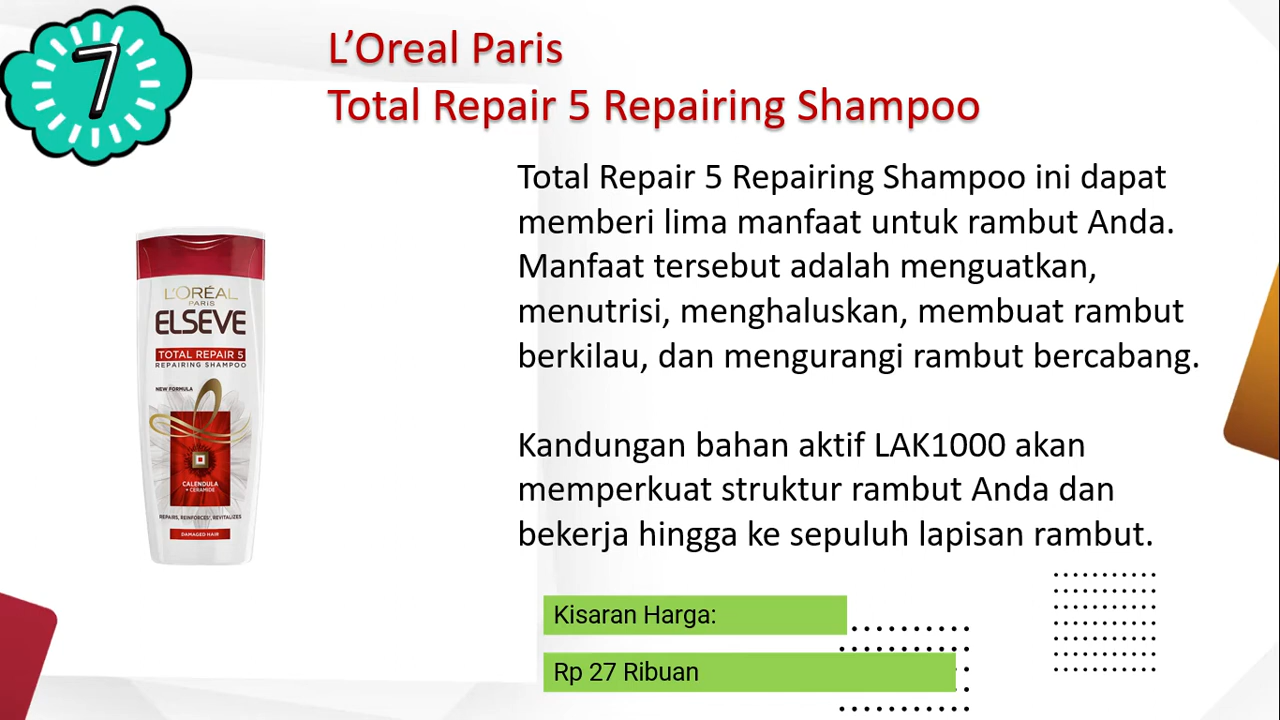 7
L’Oreal Paris
Total Repair 5 Repairing Shampoo
Total Repair 5 Repairing Shampoo ini dapat
memberi lima manfaat untuk rambut Anda.
Manfaat tersebut adalah menguatkan,
menutrisi, menghaluskan, membuat rambut
berkilau, dan mengurangi rambut bercabang.
Kandungan bahan aktif LAK1000 akan
memperkuat struktur rambut Anda dan
bekerja hingga ke sepuluh lapisan rambut.
L'ORÉAL
PARIS
ELSEVE
TOTAL REPAIR 5
REPAIRING SHAMPOO
NEW FORMULA
CALENDULA
+ CERAMIDE
REPAIRS, REINFORCES*, REVITALIZES
DAMAGED HAIR
Kisaran Harga:
Rp 27 Ribuan